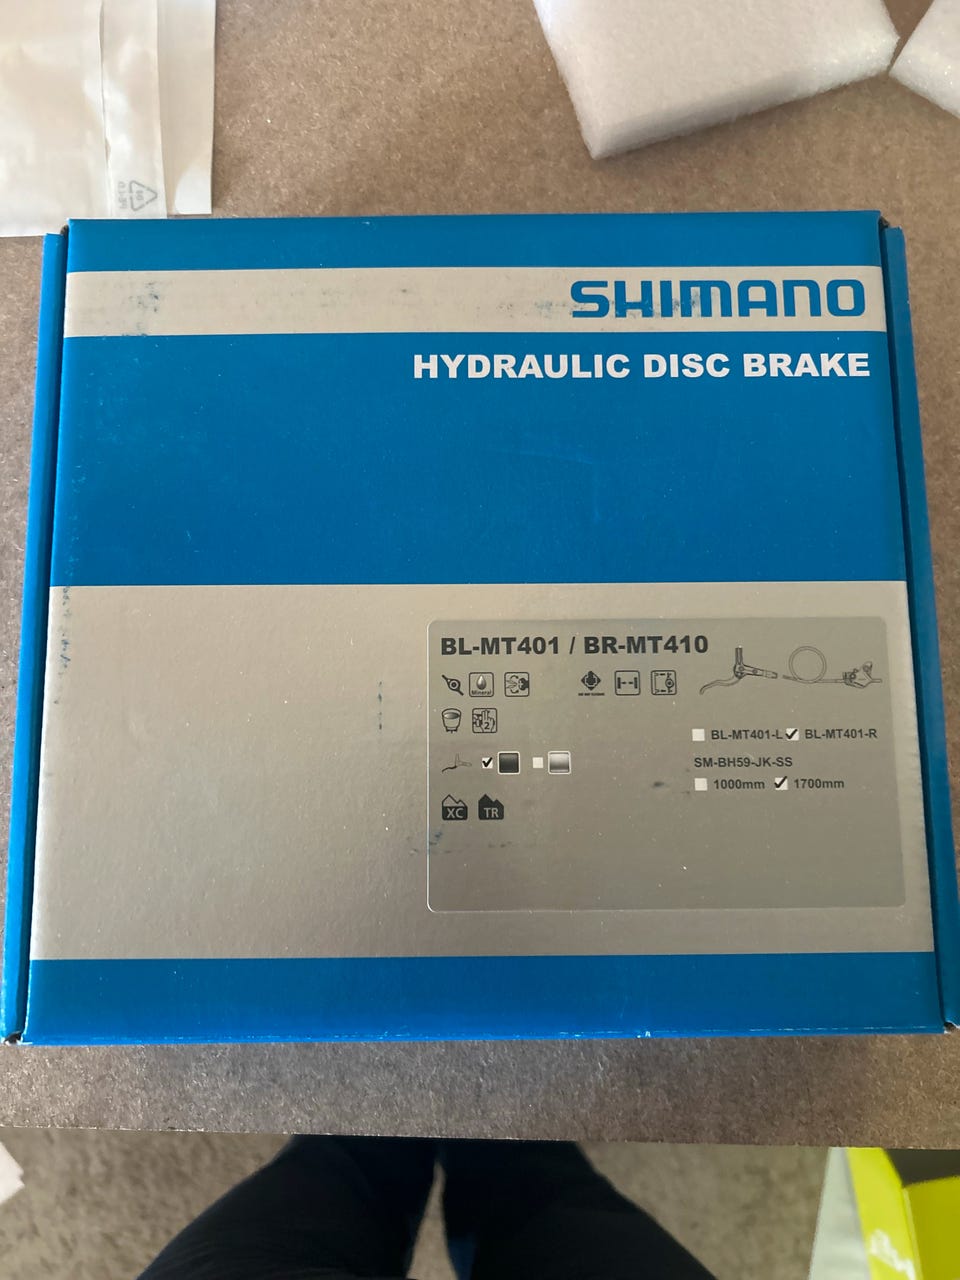 SHIMANO
HYDRAULIC DISC BRAKE
BL-MT401 / BR-MT410
Mineral
2
BL-MT401-L BL-MT401-R
SM-BH59-JK-SS
1000mm 1700mm
XC TR